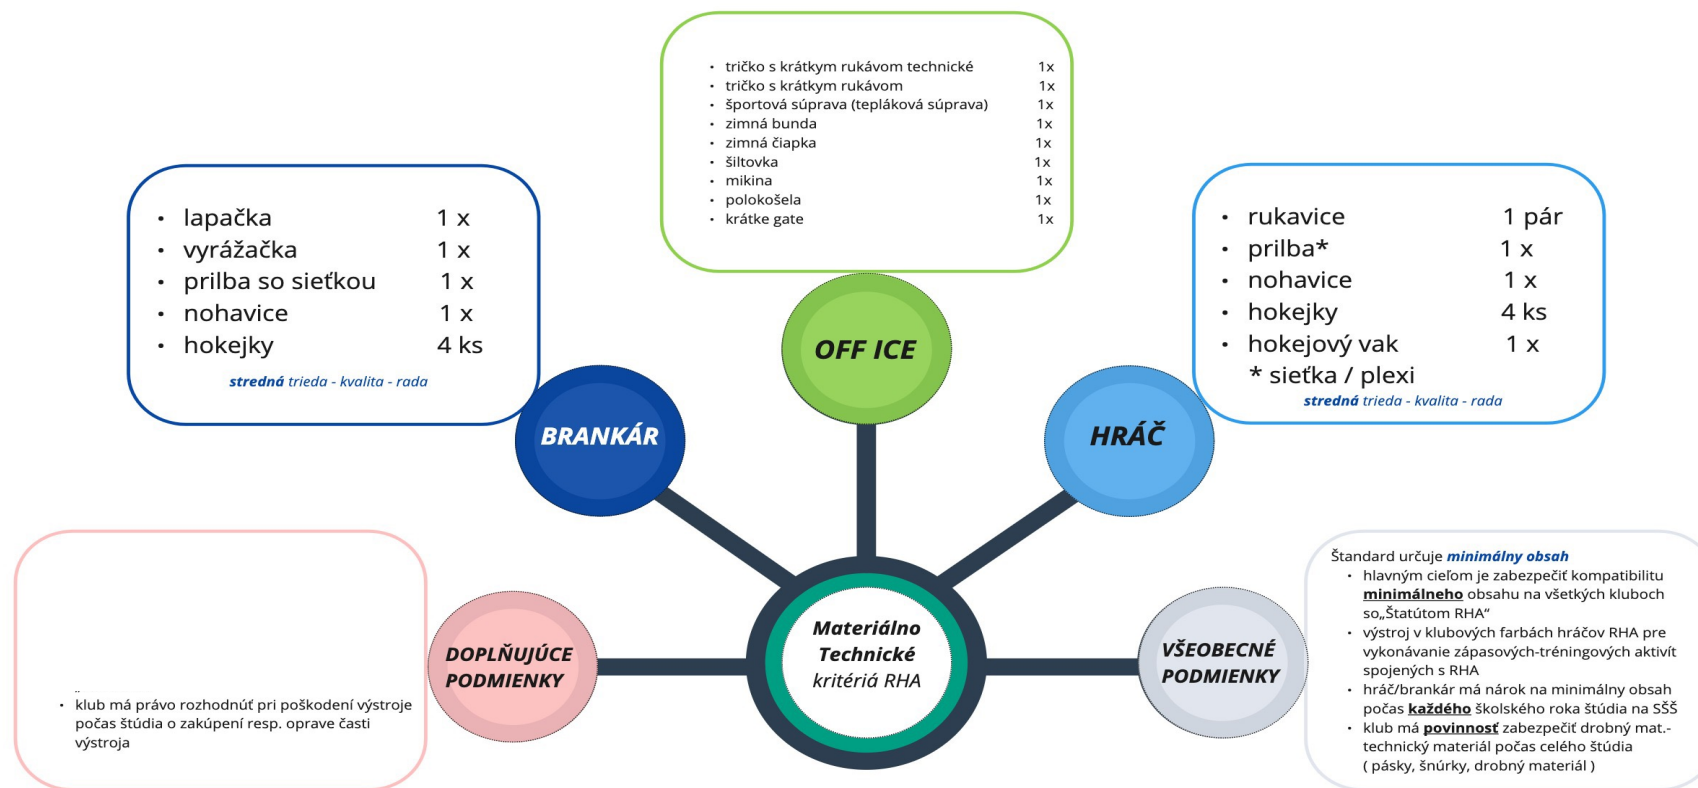 • tričko s krátkym rukávom technické 1x
• tričko s krátkym rukávom 1x
• športová súprava (tepláková súprava) 1x
• zimná bunda 1x
• zimná čiapka 1x
• šiltovka 1x
• mikina 1x
• polokošela 1x
• krátke gate 1x
OFF ICE
• lapačka 1 x
• vyrážačka 1 x
• prilba so sieťkou 1 x
• nohavice 1 x
• hokejky 4 ks
stredná trieda - kvalita - rada
BRANKÁR
• rukavice 1 pár
• prilba* 1 x
• nohavice 1 x
• hokejky 4 ks
• hokejový vak 1 x
* sieťka / plexi
stredná trieda - kvalita - rada
HRÁČ
• klub má právo rozhodnúť pri poškodení výstroje
počas štúdia o zakúpení resp. oprave časti
výstroja
DOPLŇUJÚCE
PODMIENKY
Materiálno
Technické
kritériá RHA
VŠEOBECNÉ
PODMIENKY
Štandard určuje minimálny obsah
• hlavným cieľom je zabezpečiť kompatibilitu
minimálneho obsahu na všetkých kluboch
so„Štatútom RHA“
• výstroj v klubových farbách hráčov RHA pre
vykonávanie zápasových-tréningových aktivít
spojených s RHA
• hráč/brankár má nárok na minimálny obsah
počas každého školského roka štúdia na SŠŠ
• klub má povinnosť zabezpečiť drobný mat.-
technický materiál počas celého štúdia
( pásky, šnúrky, drobný materiál )